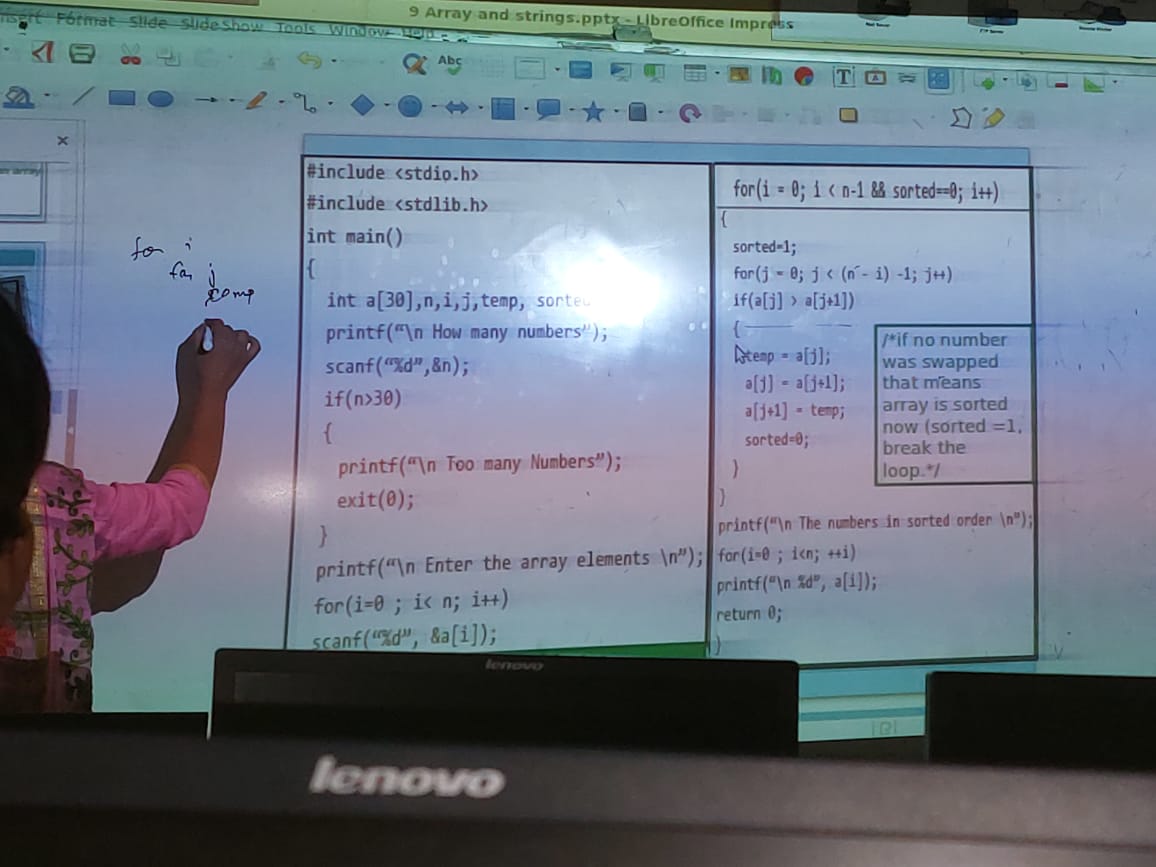 9 Array and strings.pptx - LibreOffice Impress
Format Slide Slide Show Tools Window Help
Abc
for i
for j
comp
#include <stdio.h>
#include <stdlib.h>
int main()
{
int a[30],n,i,j,temp,
printf("\n How many numbers");
scanf("%d",&n);
if(n>30)
{
printf("\n Too many Numbers");
exit(0);
}
printf("\n Enter the array elements \n");
for(i=0 ; i< n; i++)
scanf("%d", &a[i]);
for(i = 0; i < n-1 && sorted==0; i++)
{
sorted=1;
for(j = 0; j < (n - i) -1; j++)
if(a[j] > a[j+1])
{
temp = a[j];
a[j] = a[j+1];
a[j+1] = temp;
sorted=0;
}
}
printf("\n The numbers in sorted order \n");
for(i=0 ; i<n; ++i)
printf("\n %d", a[i]);
return 0;
}
/*if no number
was swapped
that means
array is sorted
now (sorted =1,
break the
loop.*/
lenovo
lenovo